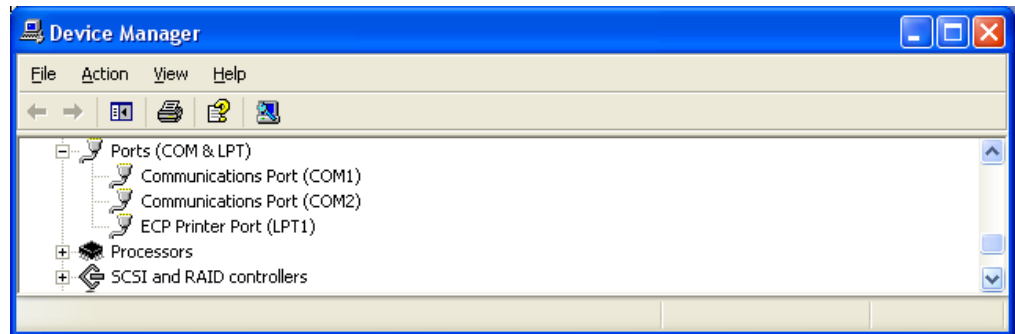 Device Manager
File Action View Help
Ports (COM & LPT)
Communications Port (COM1)
Communications Port (COM2)
ECP Printer Port (LPT1)
Processors
SCSI and RAID controllers